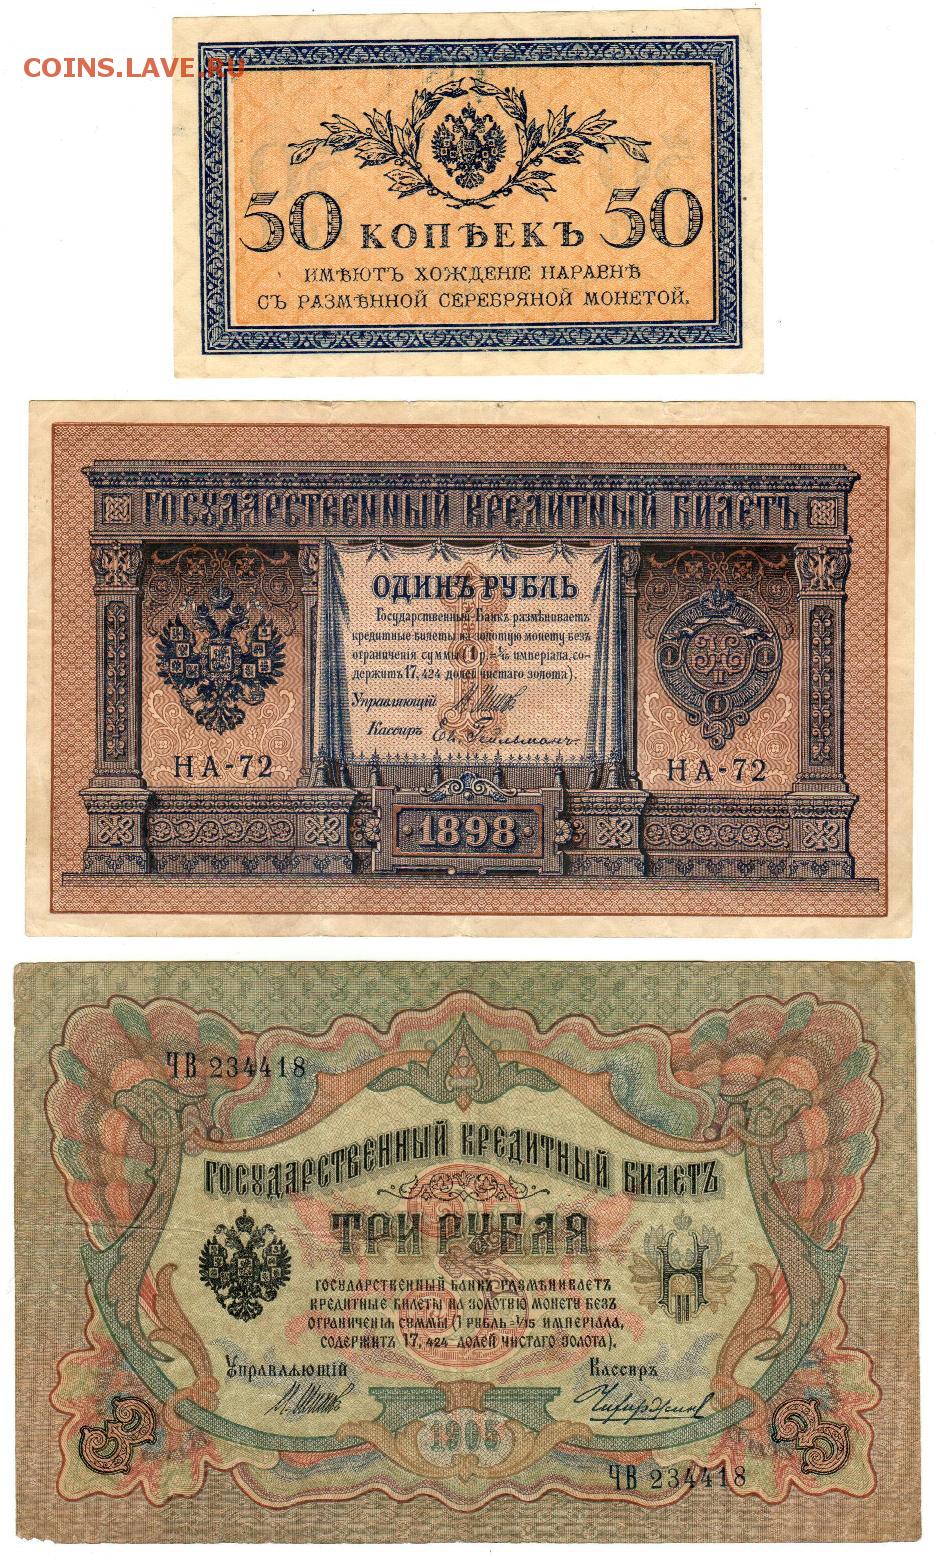 COINS.LAVE.RU
50 КОПѢЕКЪ 50
ИМѢЮТЪ ХОЖДЕНІЕ НАРАВНѢ
СЪ РАЗМѢННОЙ СЕРЕБРЯНОЙ МОНЕТОЙ.
ГОСУДАРСТВЕННЫЙ КРЕДИТНЫЙ БИЛЕТЪ
ОДИНЪ РУБЛЬ
Государственный Банкъ размѣниваетъ
кредитные билеты на золотую монету безъ
ограниченія суммы (1 р.=1/15 имперіала, со-
держитъ 17,424 долей чистаго золота).
Управляющій
Кассиръ
НА-72 НА-72
1898
ЧВ 234418
ГОСУДАРСТВЕННЫЙ КРЕДИТНЫЙ БИЛЕТЪ
ТРИ РУБЛЯ
ГОСУДАРСТВЕННЫЙ БАНКЪ РАЗМѢНИВАЕТЪ
КРЕДИТНЫЕ БИЛЕТЫ НА ЗОЛОТУЮ МОНЕТУ БЕЗЪ
ОГРАНИЧЕНІЯ СУММЫ (1 РУБЛЬ=1/15 ИМПЕРІАЛА,
СОДЕРЖИТЪ 17,424 ДОЛЕЙ ЧИСТАГО ЗОЛОТА).
Управляющій Кассиръ
3 1905 3
ЧВ 234418